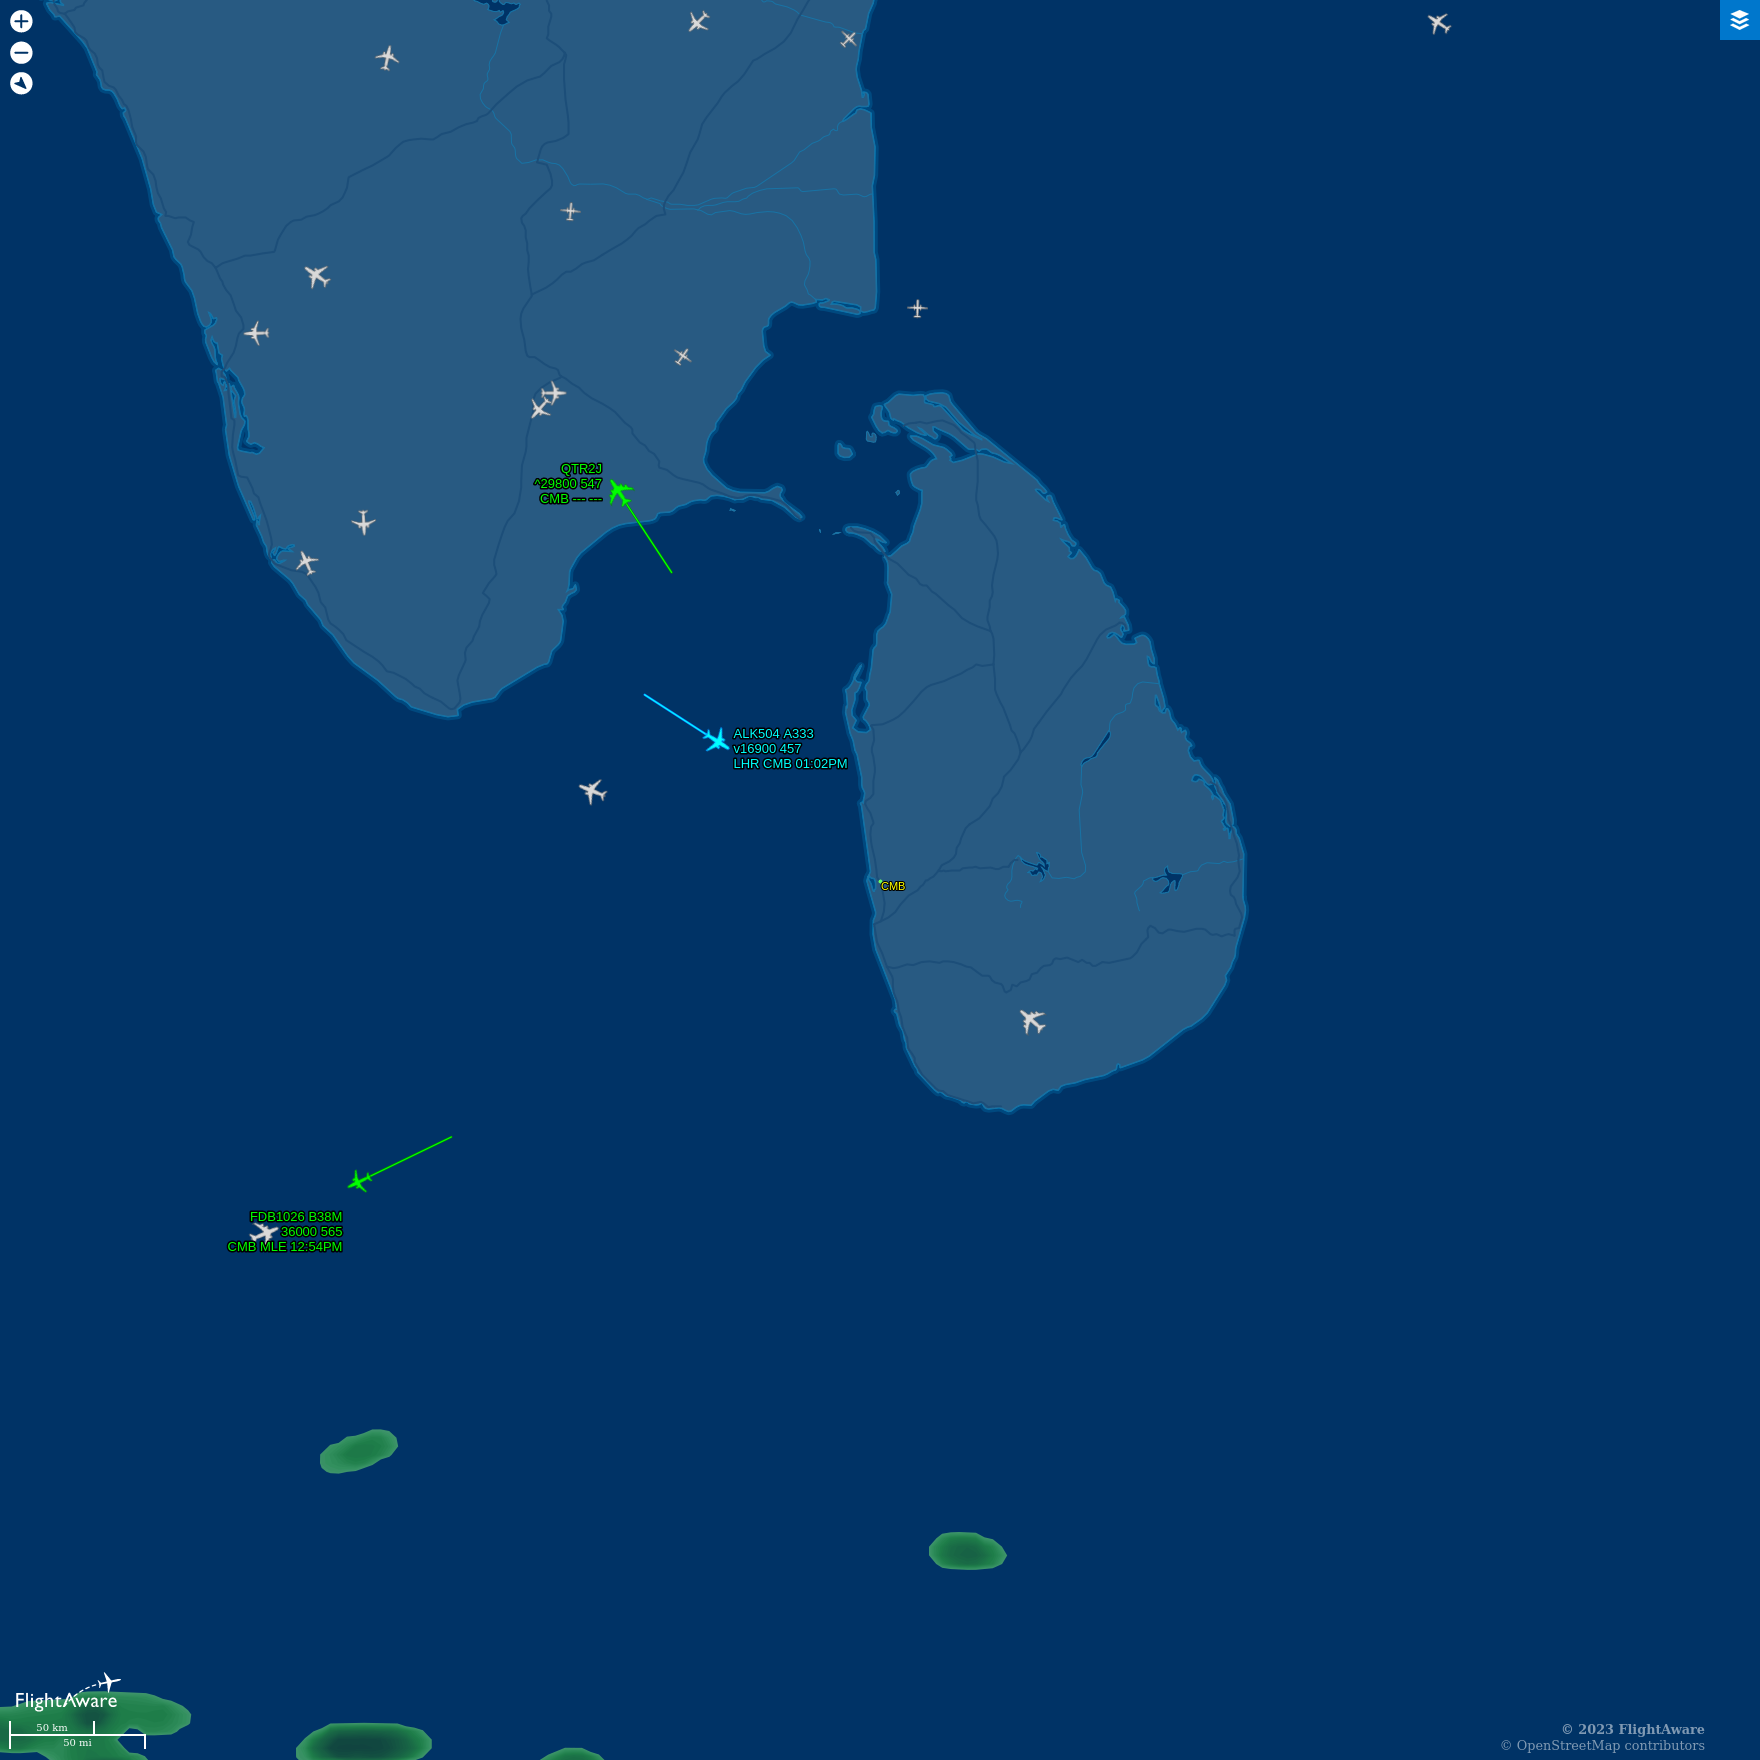 QTR2J
^29800 547
CMB --- ---
ALK504 A333
v16900 457
LHR CMB 01:02PM
CMB
FDB1026 B38M
36000 565
CMB MLE 12:54PM
FlightAware
50 km
50 mi
© 2023 FlightAware
© OpenStreetMap contributors